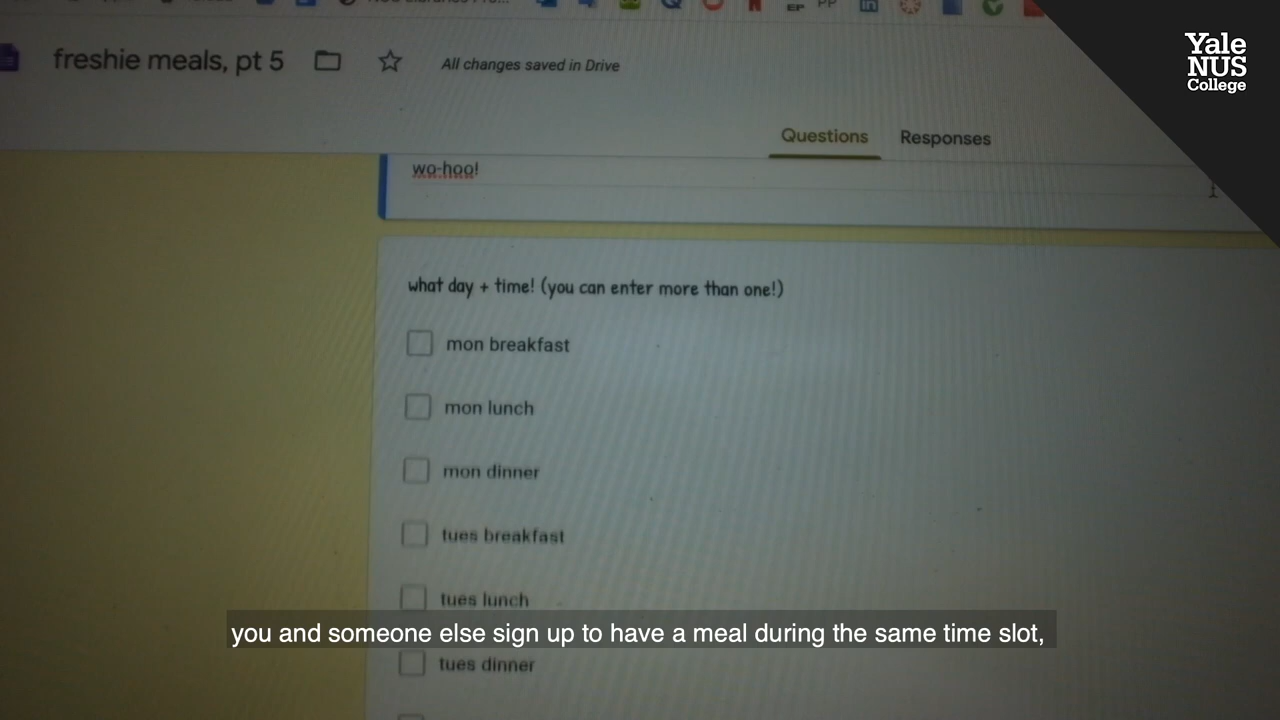 Yale
NUS
College
freshie meals, pt 5
All changes saved in Drive
Questions
Responses
wo-hoo!
what day + time! (you can enter more than one!)
mon breakfast
mon lunch
mon dinner
tues breakfast
tues lunch
you and someone else sign up to have a meal during the same time slot,
tues dinner